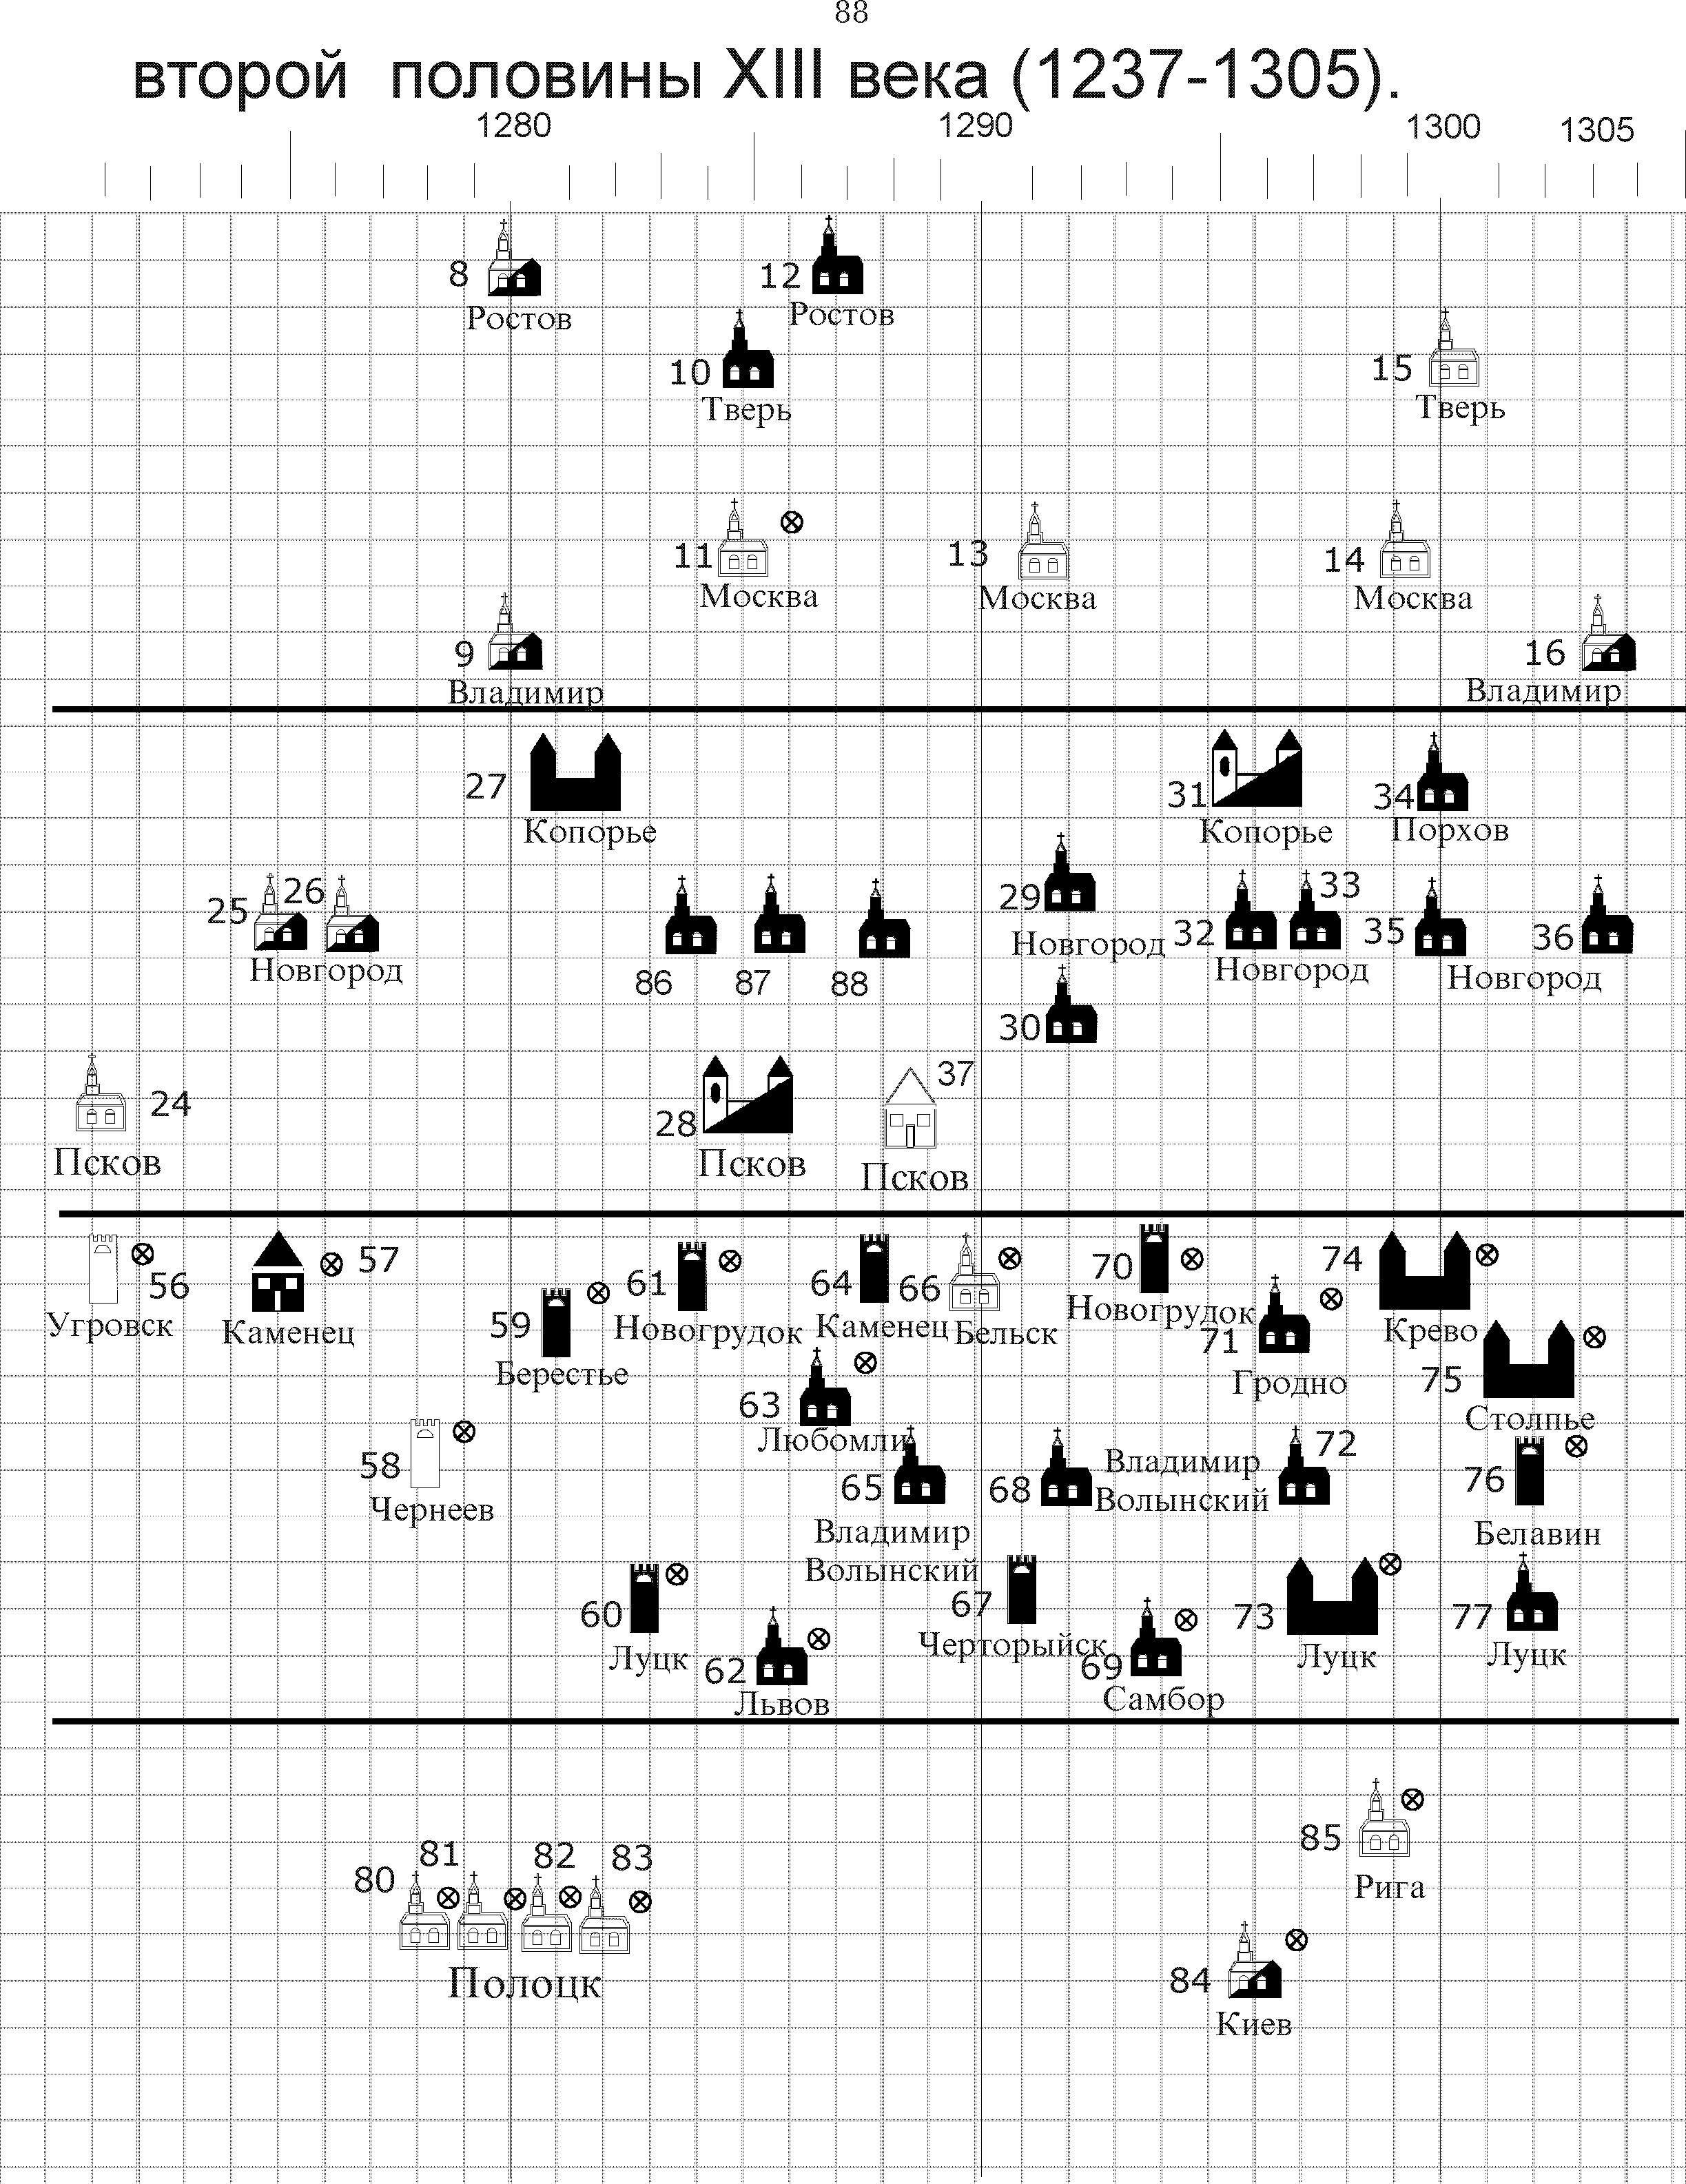 88
второй половины XIII века (1237-1305).
1280 1290 1300 1305
8 12
Ростов Ростов
10 15
Тверь Тверь
11 13 14
Москва Москва Москва
9 16
Владимир Владимир
27 31 34
Копорье Копорье Порхов
25 26 29 32 33 35 36
Новгород Новгород Новгород Новгород
86 87 88
30
24 28 37
Псков Псков Псков
56 57 61 64 66 70 74
Угровск Каменец Новогрудок Каменец Бельск Новогрудок Крево
59 71 75
Берестье Гродно Столпье
63
Любомли
58 65 68 Владимир 72 76
Волынский
Чернеев Владимир Белавин
Волынский
60 67 73 77
Луцк Черторыйск Луцк Луцк
62 69
Львов Самбор
85
Рига
80 81 82 83
Полоцк
84
Киев